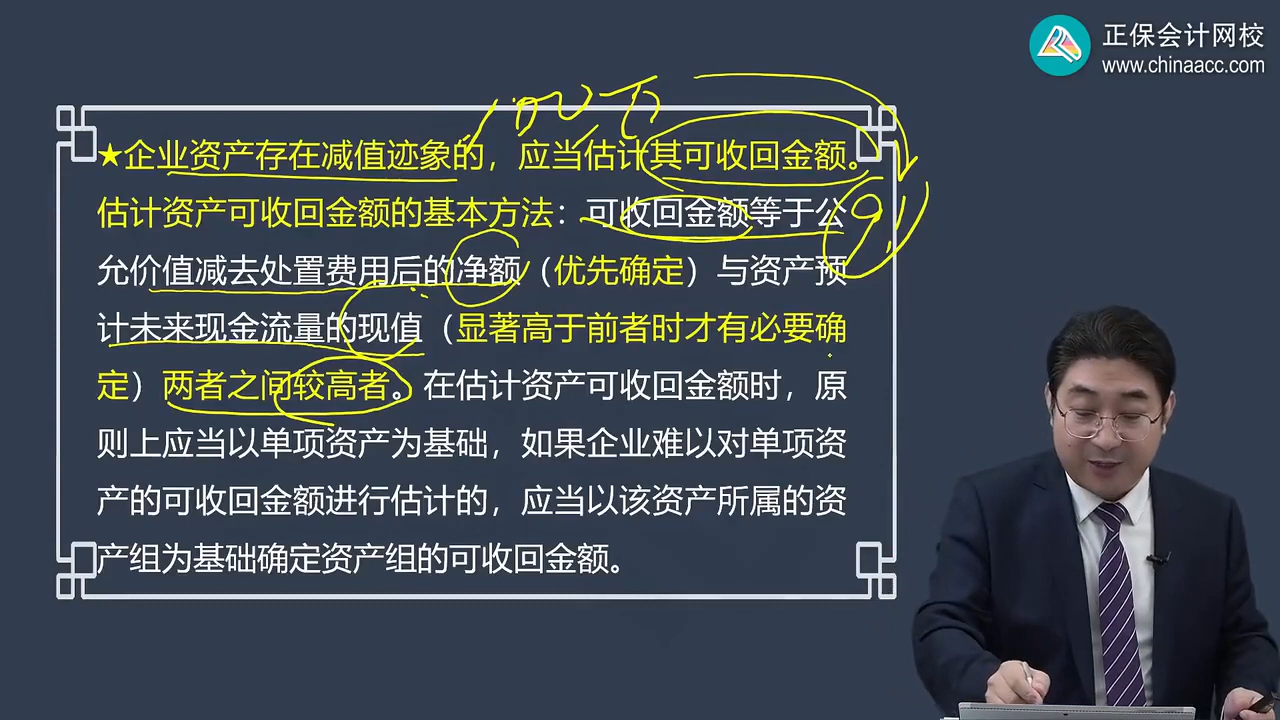 正保会计网校
www.chinaacc.com
100万
★企业资产存在减值迹象的，应当估计其可收回金额。
估计资产可收回金额的基本方法：可收回金额等于公
允价值减去处置费用后的净额（优先确定）与资产预
计未来现金流量的现值（显著高于前者时才有必要确
定）两者之间较高者。在估计资产可收回金额时，原
则上应当以单项资产为基础，如果企业难以对单项资
产的可收回金额进行估计的，应当以该资产所属的资
产组为基础确定资产组的可收回金额。